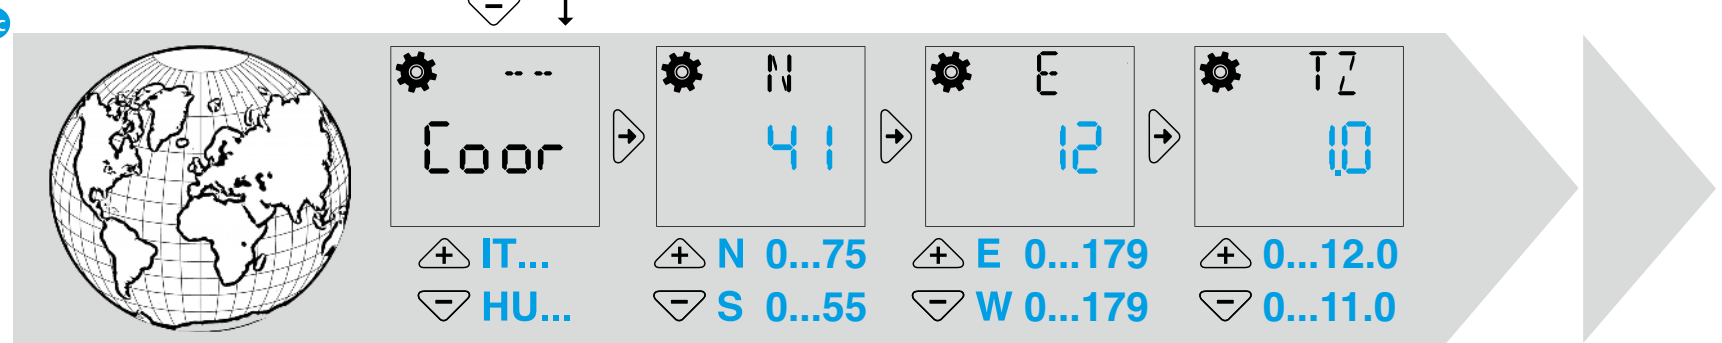 c
-- N E TZ
Coor 41 12 1.0
+ IT... + N 0...75 + E 0...179 + 0...12.0
− HU... − S 0...55 − W 0...179 − 0...11.0